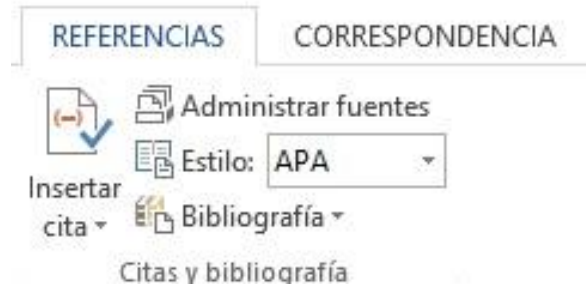 REFERENCIAS CORRESPONDENCIA
Administrar fuentes
Estilo: APA
Insertar
cita
Bibliografía
Citas y bibliografía